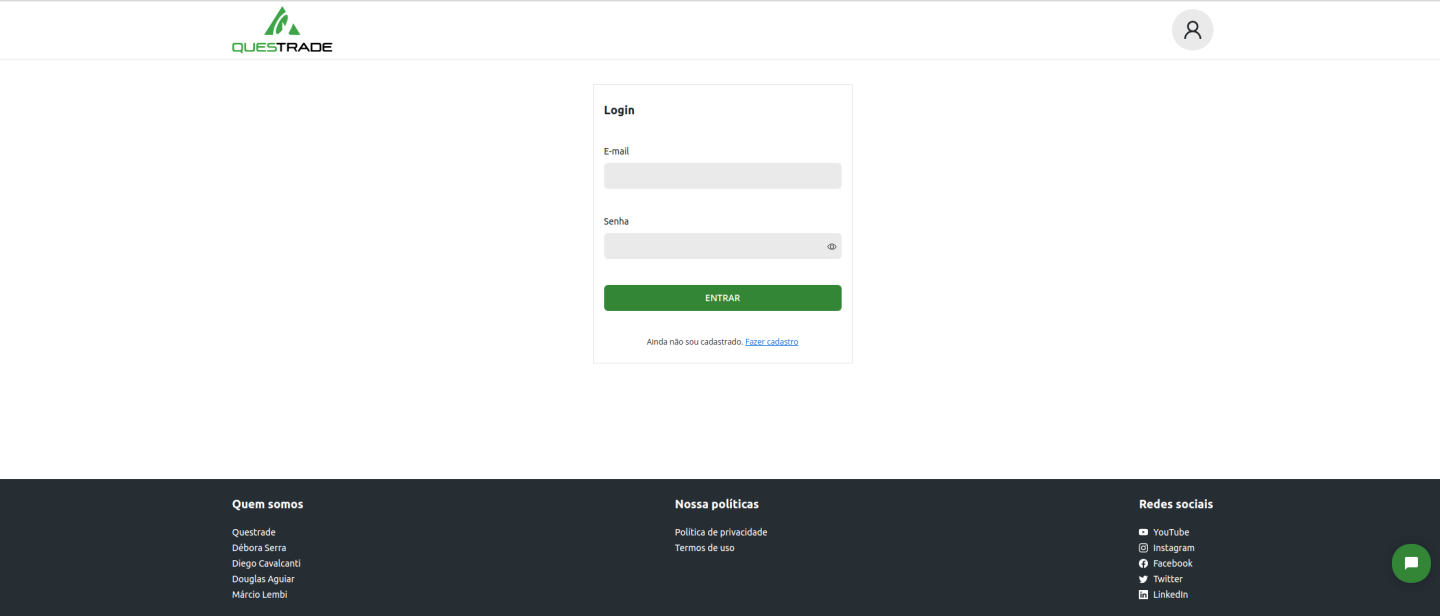 QUESTRADE
Login
E-mail
Senha
ENTRAR
Ainda não sou cadastrado. Fazer cadastro
Quem somos
Questrade
Débora Serra
Diego Cavalcanti
Douglas Aguiar
Márcio Lembi
Nossa políticas
Política de privacidade
Termos de uso
Redes sociais
YouTube
Instagram
Facebook
Twitter
LinkedIn